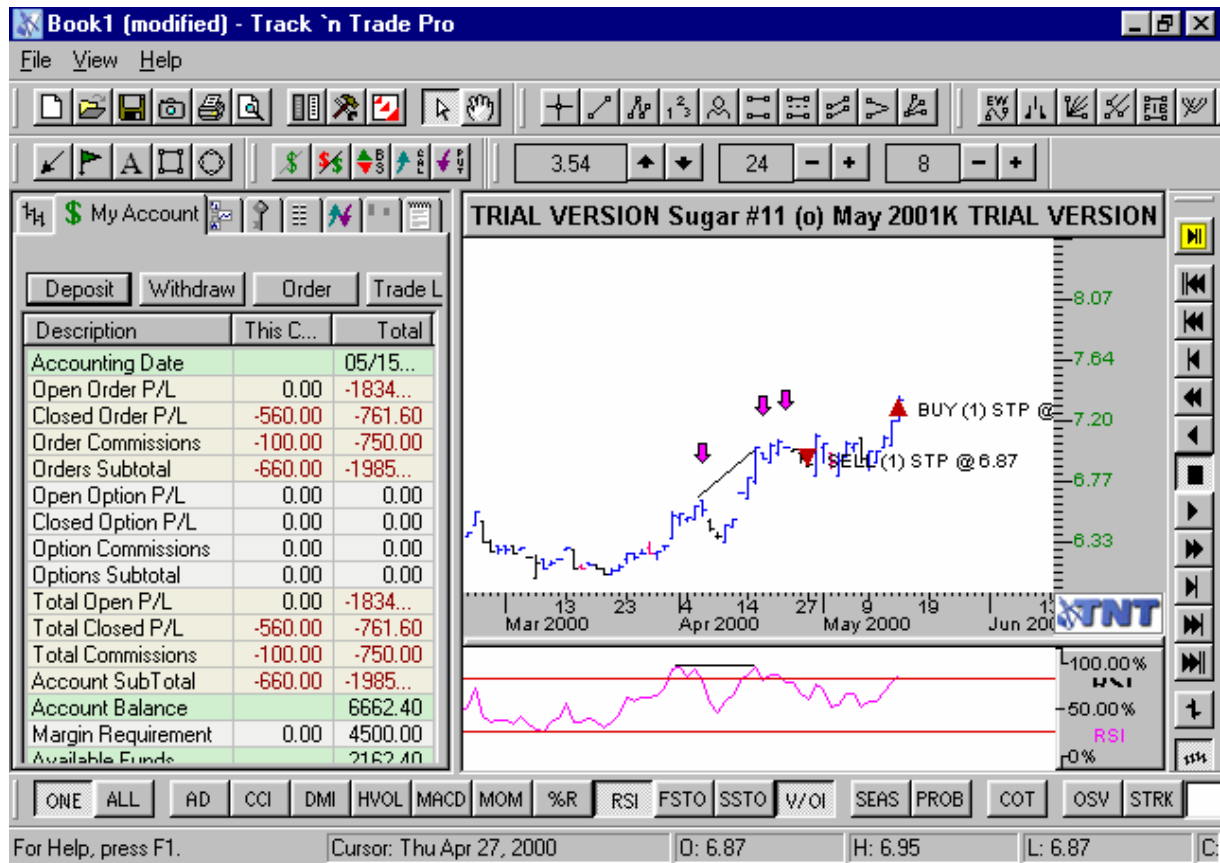 Book1 (modified) - Track `n Trade Pro
File View Help
3.54 24 8
My Account
TRIAL VERSION Sugar #11 (o) May 2001K TRIAL VERSION
Deposit Withdraw Order Trade L
Description This C... Total
Accounting Date 05/15...
Open Order P/L 0.00 -1834...
Closed Order P/L -560.00 -761.60
Order Commissions -100.00 -750.00
Orders Subtotal -660.00 -1985...
Open Option P/L 0.00 0.00
Closed Option P/L 0.00 0.00
Option Commissions 0.00 0.00
Options Subtotal 0.00 0.00
Total Open P/L 0.00 -1834...
Total Closed P/L -560.00 -761.60
Total Commissions -100.00 -750.00
Account SubTotal -660.00 -1985...
Account Balance 6662.40
Margin Requirement 0.00 4500.00
Available Funds 2162.40
8.07
7.64
BUY (1) STP @
7.20
SELL (1) STP @ 6.87
6.77
6.33
13 23 4 14 27 9 19
Mar 2000 Apr 2000 May 2000 Jun 200
TNT
100.00%
RSI
50.00%
RSI
0%
ONE ALL AD CCI DMI HVOL MACD MOM %R RSI FSTO SSTO V/OI SEAS PROB COT OSV STRK
For Help, press F1. Cursor: Thu Apr 27, 2000 O: 6.87 H: 6.95 L: 6.87 C: